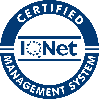 CERTIFIED
IQNet
MANAGEMENT SYSTEM